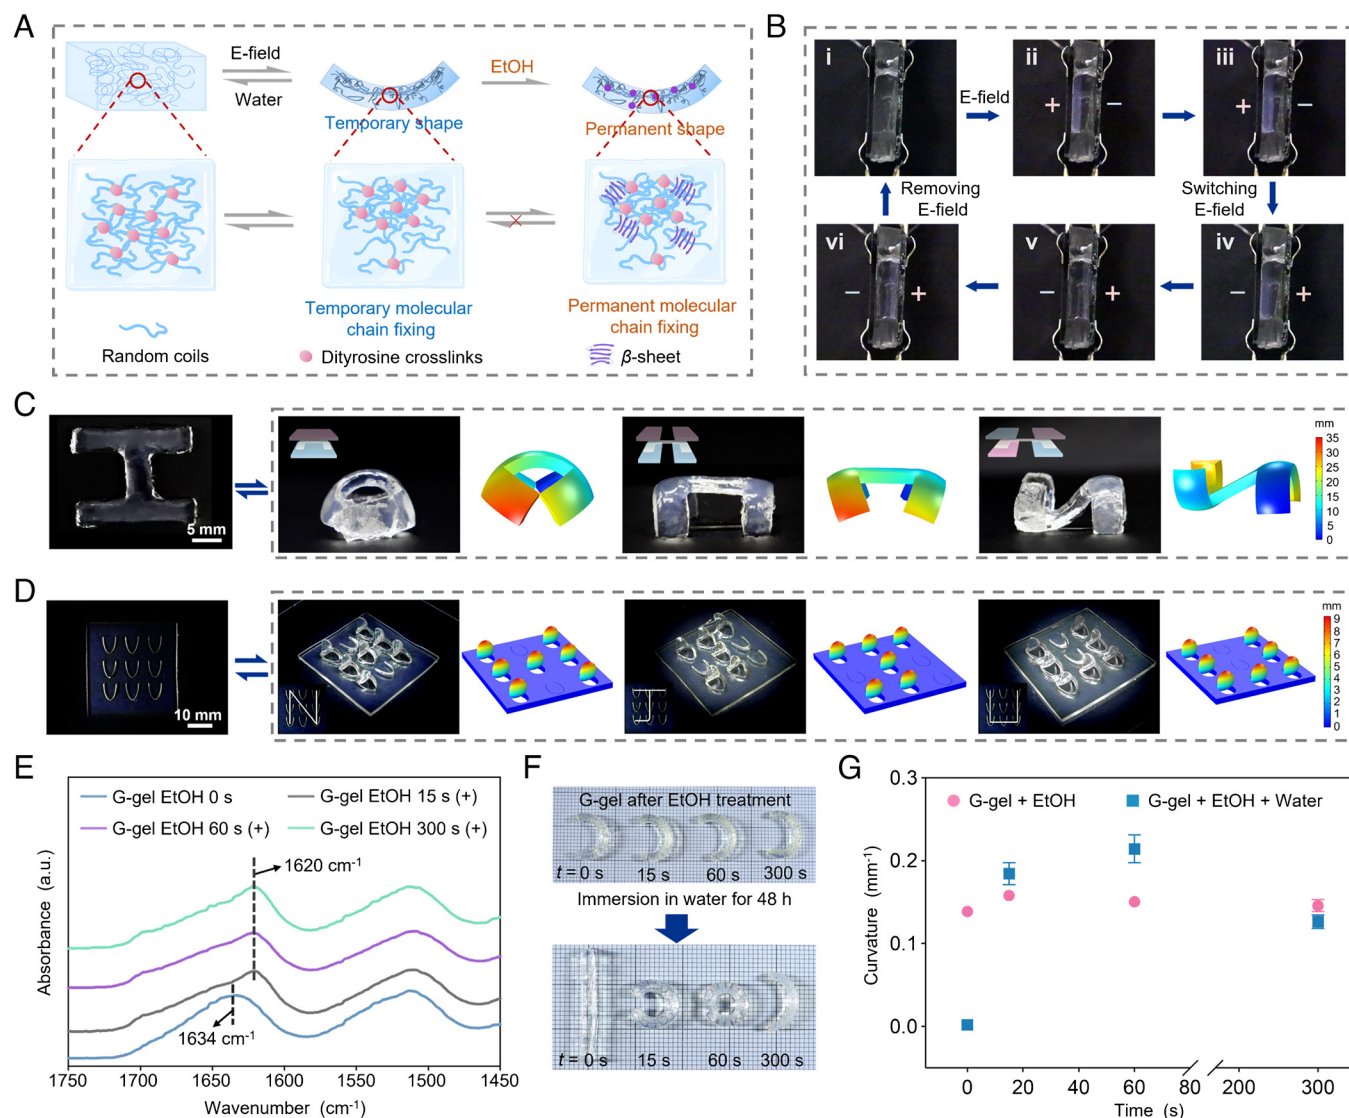 A
E-field
Water
EtOH
Temporary shape
Permanent shape
Temporary molecular
chain fixing
Permanent molecular
chain fixing
Random coils
Dityrosine crosslinks
β-sheet
B
i
E-field
ii
+
−
iii
+
−
Removing
E-field
Switching
E-field
vi
−
+
v
−
+
iv
−
+
C
5 mm
mm
35
30
25
20
15
10
5
0
D
10 mm
mm
9
8
7
6
5
4
3
2
1
0
E
G-gel EtOH 0 s
G-gel EtOH 15 s (+)
G-gel EtOH 60 s (+)
G-gel EtOH 300 s (+)
1620 cm⁻¹
1634 cm⁻¹
Absorbance (a.u.)
1750 1700 1650 1600 1550 1500 1450
Wavenumber (cm⁻¹)
F
G-gel after EtOH treatment
t = 0 s 15 s 60 s 300 s
Immersion in water for 48 h
t = 0 s 15 s 60 s 300 s
G
G-gel + EtOH
G-gel + EtOH + Water
0.3
0.2
0.1
0.0
Curvature (mm⁻¹)
0 20 40 60 80 200 300
Time (s)